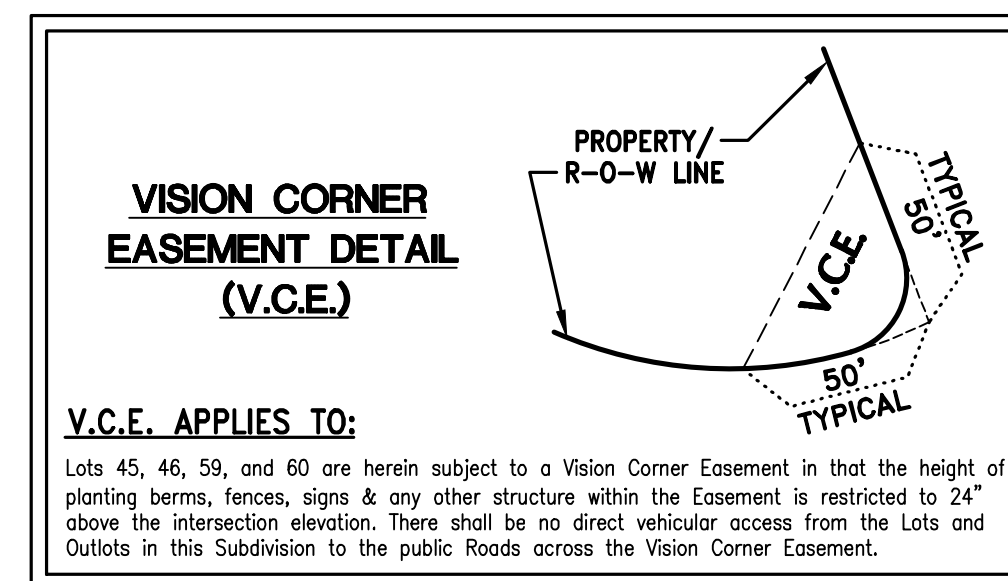 PROPERTY/
R-O-W LINE
VISION CORNER
EASEMENT DETAIL
(V.C.E.)
TYPICAL
50'
V.C.E.
50'
TYPICAL
V.C.E. APPLIES TO:
Lots 45, 46, 59, and 60 are herein subject to a Vision Corner Easement in that the height of
planting berms, fences, signs & any other structure within the Easement is restricted to 24"
above the intersection elevation. There shall be no direct vehicular access from the Lots and
Outlots in this Subdivision to the public Roads across the Vision Corner Easement.